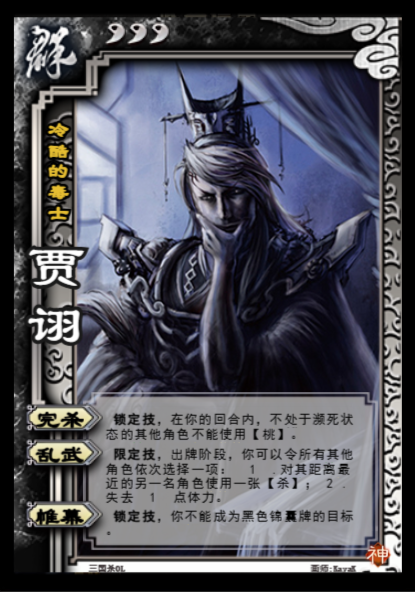 群
冷酷的毒士
贾诩
完杀
锁定技，在你的回合内，不处于濒死状
态的其他角色不能使用【桃】。
乱武
限定技，出牌阶段，你可以令所有其他
角色依次选择一项： 1 .对其距离最
近的另一名角色使用一张【杀】； 2 .
失去 1 点体力。
帷幕
锁定技，你不能成为黑色锦囊牌的目标
。
神
三国杀OL
画师:KayaK